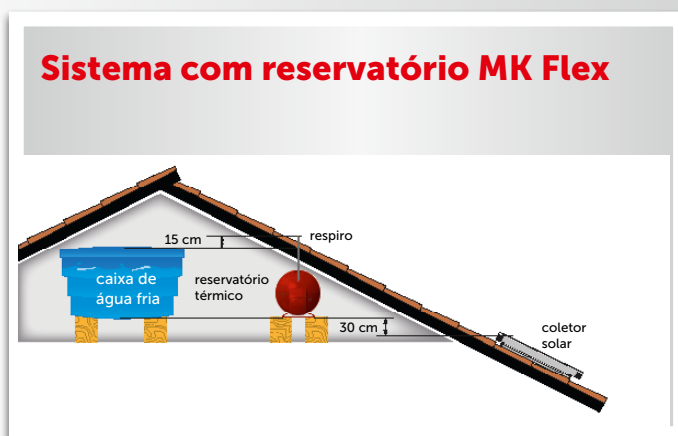 Sistema com reservatório MK Flex
15 cm
respiro
caixa de
água fria
reservatório
térmico
30 cm
coletor
solar